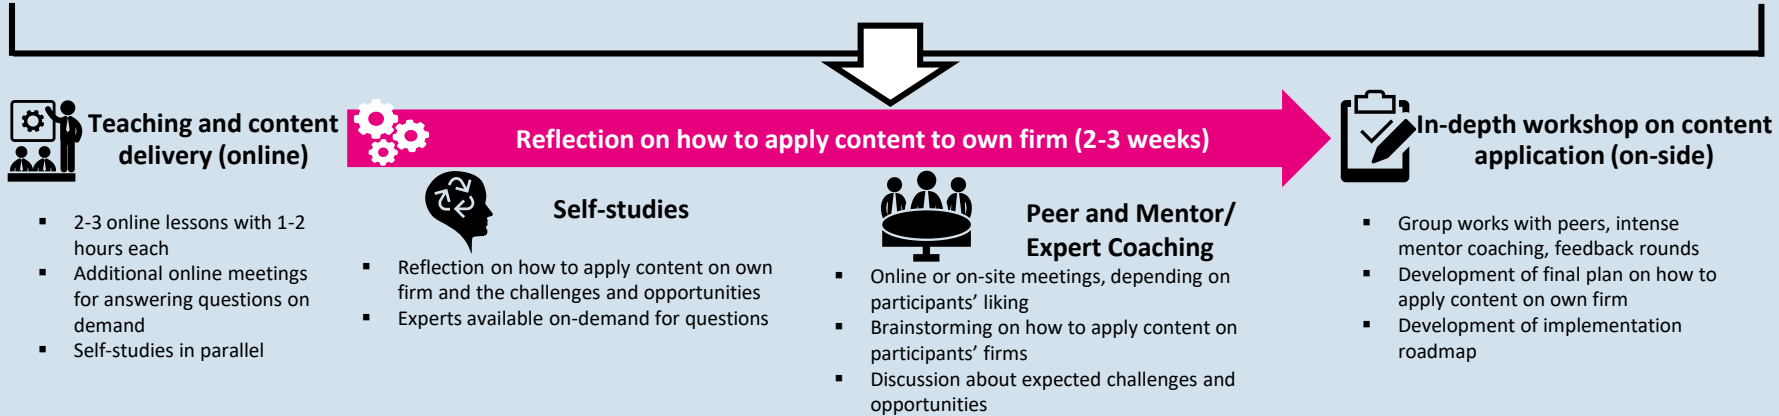 Teaching and content
delivery (online)
▪ 2-3 online lessons with 1-2
hours each
▪ Additional online meetings
for answering questions on
demand
▪ Self-studies in parallel
Reflection on how to apply content to own firm (2-3 weeks)
Self-studies
▪ Reflection on how to apply content on own
firm and the challenges and opportunities
▪ Experts available on-demand for questions
Peer and Mentor/
Expert Coaching
▪ Online or on-site meetings, depending on
participants’ liking
▪ Brainstorming on how to apply content on
participants’ firms
▪ Discussion about expected challenges and
opportunities
In-depth workshop on content
application (on-side)
▪ Group works with peers, intense
mentor coaching, feedback rounds
▪ Development of final plan on how to
apply content on own firm
▪ Development of implementation
roadmap